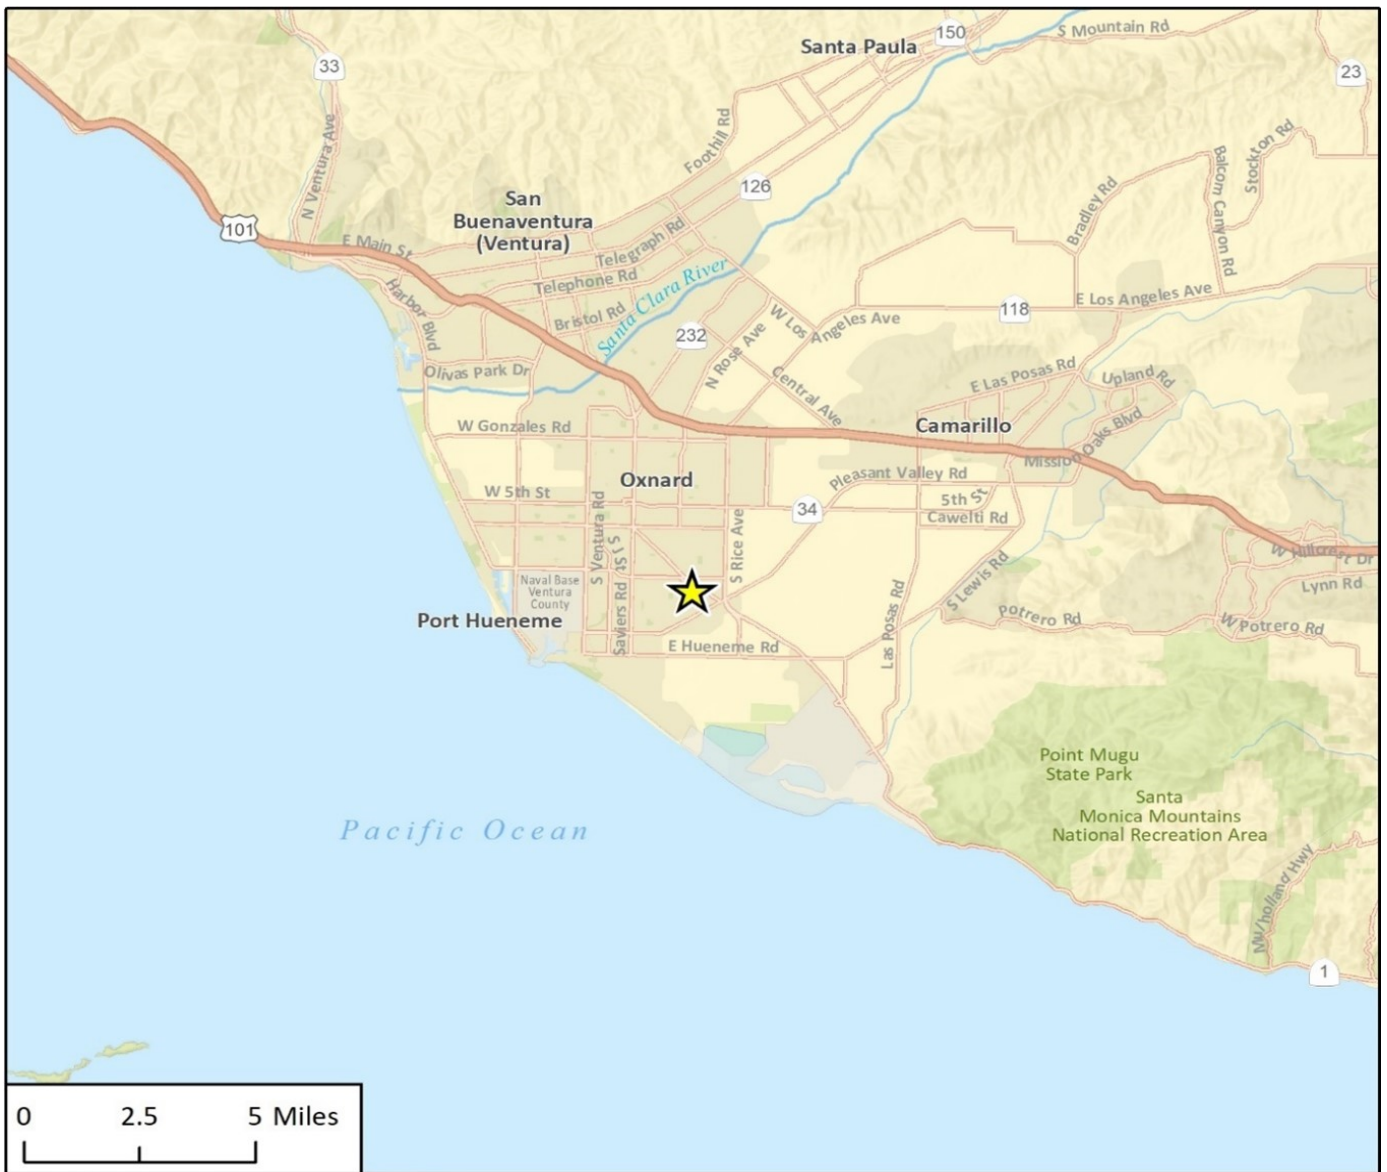 150
S Mountain Rd
Santa Paula
33
23
Foothill Rd
N Ventura Ave
Stockton Rd
Balcom Canyon Rd
126
Bradley Rd
San
Buenaventura
(Ventura)
101
E Main St
Telegraph Rd
Telephone Rd
Santa Clara River
Harbor Blvd
Bristol Rd
E Los Angeles Ave
118
W Los Angeles Ave
232
N Rose Ave
Olivas Park Dr
Central Ave
E Las Posas Rd
Upland Rd
W Gonzales Rd
Camarillo
Mission Oaks Blvd
Oxnard
Pleasant Valley Rd
W 5th St
5th St
34
Cawelti Rd
S Ventura Rd
S J St
S Rice Ave
W Hillcrest Dr
Lynn Rd
Naval Base
Ventura
County
Saviers Rd
Las Posas Rd
S Lewis Rd
Potrero Rd
W Potrero Rd
Port Hueneme
E Hueneme Rd
Point Mugu
State Park
Santa
Monica Mountains
National Recreation Area
Pacific Ocean
Mulholland Hwy
1
0 2.5 5 Miles